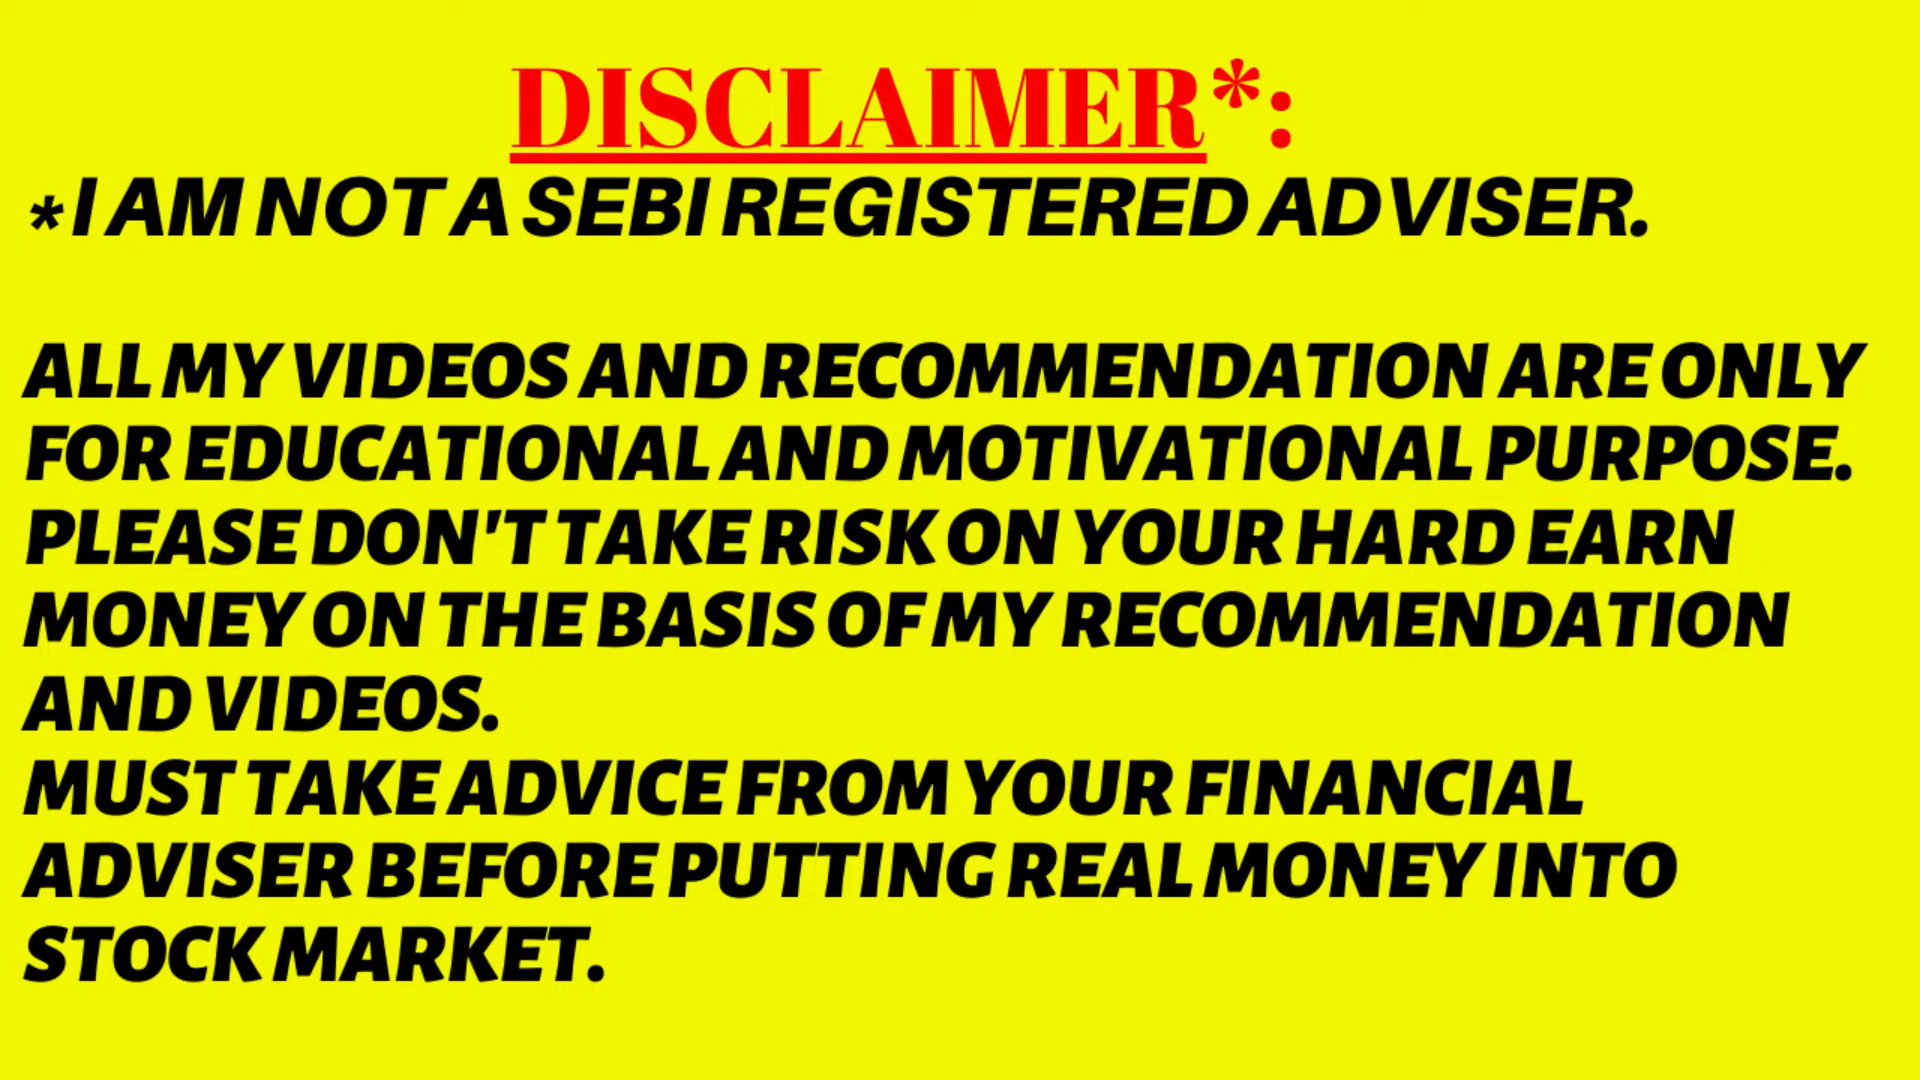 DISCLAIMER*:
*I AM NOT A SEBI REGISTERED ADVISER.
ALL MY VIDEOS AND RECOMMENDATION ARE ONLY
FOR EDUCATIONAL AND MOTIVATIONAL PURPOSE.
PLEASE DON'T TAKE RISK ON YOUR HARD EARN
MONEY ON THE BASIS OF MY RECOMMENDATION
AND VIDEOS.
MUST TAKE ADVICE FROM YOUR FINANCIAL
ADVISER BEFORE PUTTING REAL MONEY INTO
STOCK MARKET.